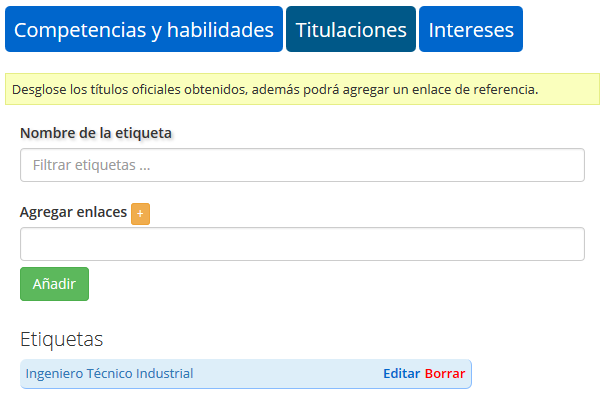 Competencias y habilidades Titulaciones Intereses
Desglose los títulos oficiales obtenidos, además podrá agregar un enlace de referencia.
Nombre de la etiqueta
Filtrar etiquetas ...
Agregar enlaces +
Añadir
Etiquetas
Ingeniero Técnico Industrial Editar Borrar